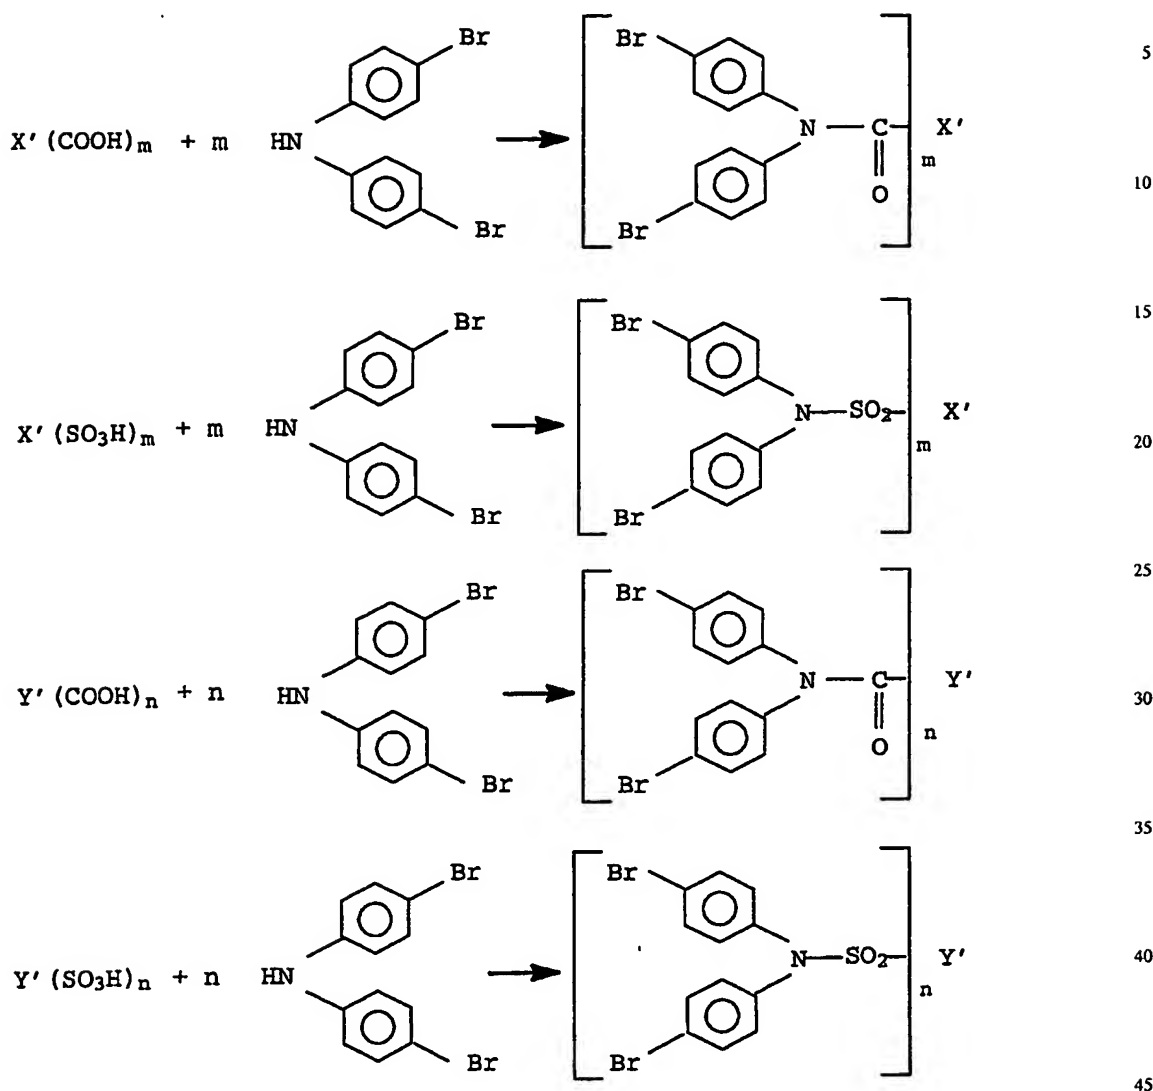 Br Br 5
X'(COOH)m + m HN N C X'
m
O 10
Br Br
15
Br Br
X'(SO3H)m + m HN N SO2 X'
m 20
Br Br
25
Br Br
Y'(COOH)n + n HN N C Y' 30
n
O
Br Br
35
Br Br
Y'(SO3H)n + n HN N SO2 Y' 40
n
Br Br
45